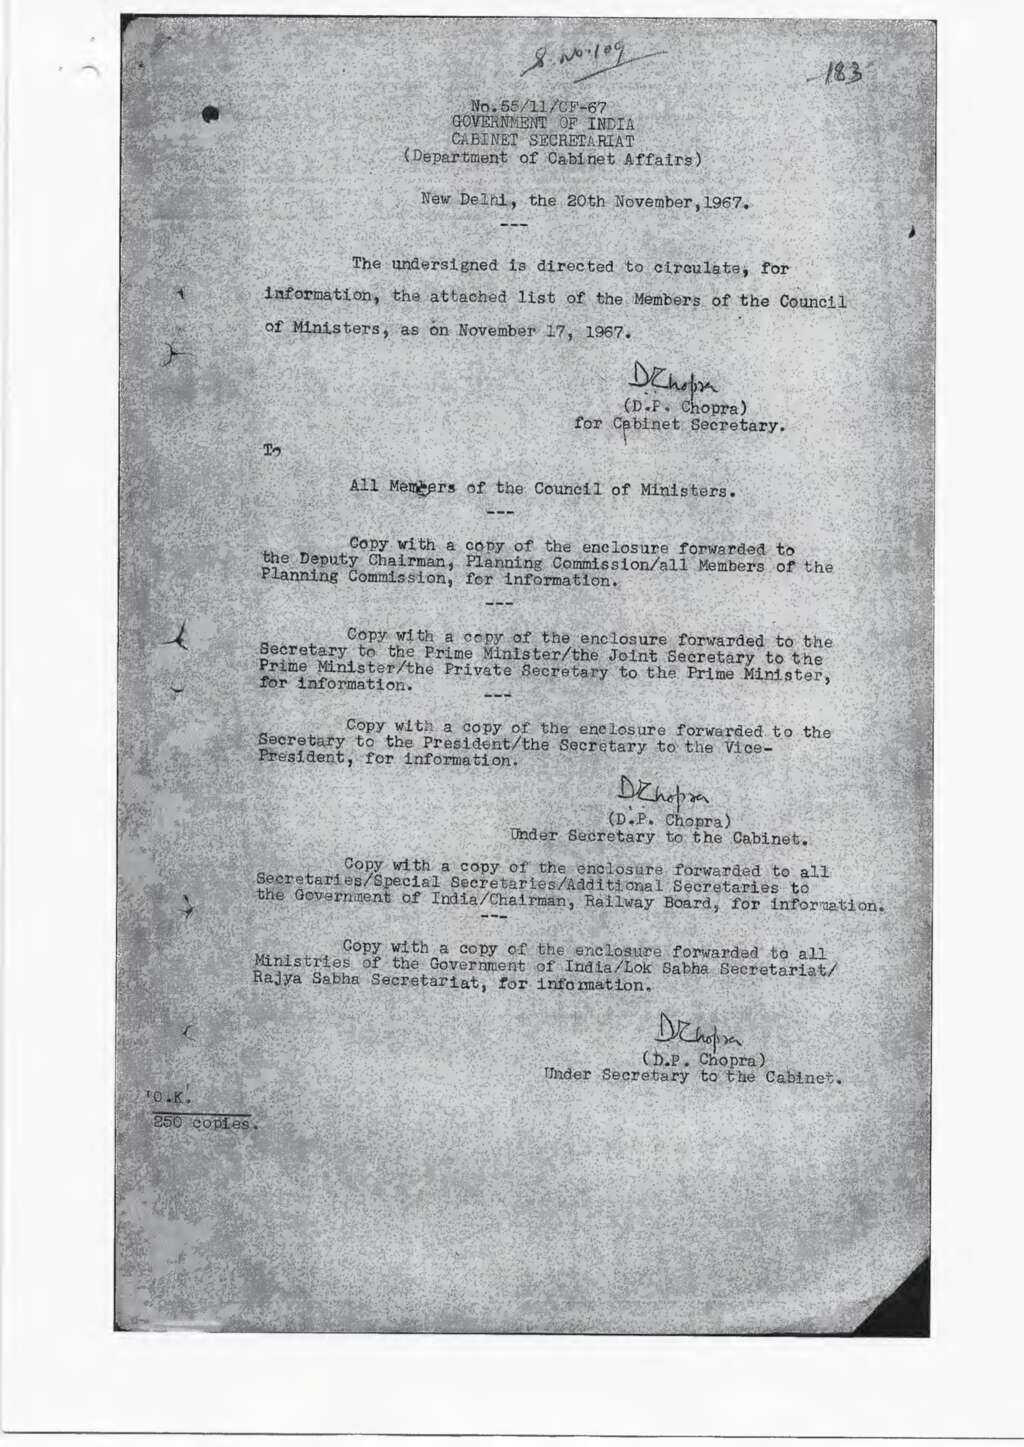 S.No.109
183
No.55/11/CF-67
GOVERNMENT OF INDIA
CABINET SECRETARIAT
(Department of Cabinet Affairs)
New Delhi, the 20th November,1967.
---
The undersigned is directed to circulate, for
information, the attached list of the Members of the Council
of Ministers, as on November 17, 1967.
DPChopra
(D.P. Chopra)
for Cabinet Secretary.
To
All Members of the Council of Ministers.
---
Copy with a copy of the enclosure forwarded to
the Deputy Chairman, Planning Commission/all Members of the
Planning Commission, for information.
---
Copy with a copy of the enclosure forwarded to the
Secretary to the Prime Minister/the Joint Secretary to the
Prime Minister/the Private Secretary to the Prime Minister,
for information.
---
Copy with a copy of the enclosure forwarded to the
Secretary to the President/the Secretary to the Vice-
President, for information.
DPChopra
(D.P. Chopra)
Under Secretary to the Cabinet.
Copy with a copy of the enclosure forwarded to all
Secretaries/Special Secretaries/Additional Secretaries to
the Government of India/Chairman, Railway Board, for information.
---
Copy with a copy of the enclosure forwarded to all
Ministries of the Government of India/Lok Sabha Secretariat/
Rajya Sabha Secretariat, for information.
DPChopra
(D.P. Chopra)
Under Secretary to the Cabinet.
'O.K.'
250 copies.